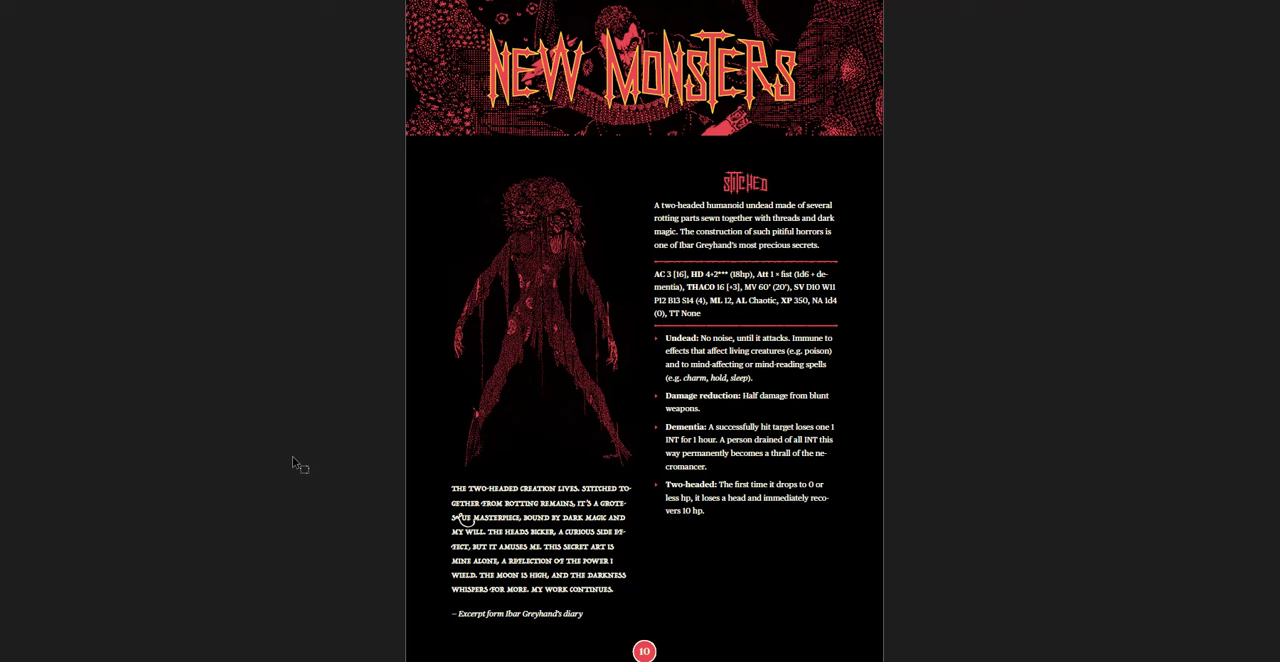 NEW MONSTERS
THE TWO-HEADED CREATION LIVES. STITCHED TO-
GETHER FROM ROTTING REMAINS, IT'S A GROTE-
SQUE MASTERPIECE, BOUND BY DARK MAGIC AND
MY WILL. THE HEADS BICKER, A CURIOUS SIDE EF-
FECT, BUT IT AMUSES ME. THIS SECRET ART IS
MINE ALONE, A REFLECTION OF THE POWER I
WIELD. THE MOON IS HIGH, AND THE DARKNESS
WHISPERS FOR MORE. MY WORK CONTINUES.
– Excerpt form Ibar Greyhand's diary
STITCHED
A two-headed humanoid undead made of several
rotting parts sewn together with threads and dark
magic. The construction of such pitiful horrors is
one of Ibar Greyhand's most precious secrets.
AC 3 [16], HD 4+2*** (18hp), Att 1 × fist (1d6 + de-
mentia), THACO 16 [+3], MV 60' (20'), SV D10 W11
P12 B13 S14 (4), ML 12, AL Chaotic, XP 350, NA 1d4
(0), TT None
Undead: No noise, until it attacks. Immune to
effects that affect living creatures (e.g. poison)
and to mind-affecting or mind-reading spells
(e.g. charm, hold, sleep).
Damage reduction: Half damage from blunt
weapons.
Dementia: A successfully hit target loses one 1
INT for 1 hour. A person drained of all INT this
way permanently becomes a thrall of the ne-
cromancer.
Two-headed: The first time it drops to 0 or
less hp, it loses a head and immediately reco-
vers 10 hp.
10